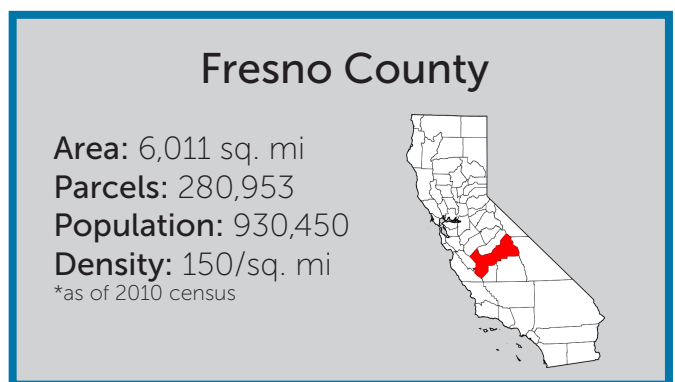 Fresno County
Area: 6,011 sq. mi
Parcels: 280,953
Population: 930,450
Density: 150/sq. mi
*as of 2010 census